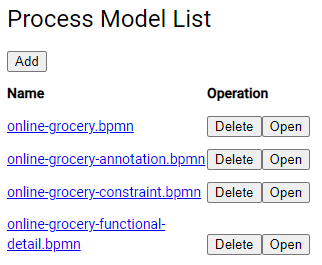 Process Model List
Add
Name Operation
online-grocery.bpmn Delete Open
online-grocery-annotation.bpmn Delete Open
online-grocery-constraint.bpmn Delete Open
online-grocery-functional-
detail.bpmn Delete Open